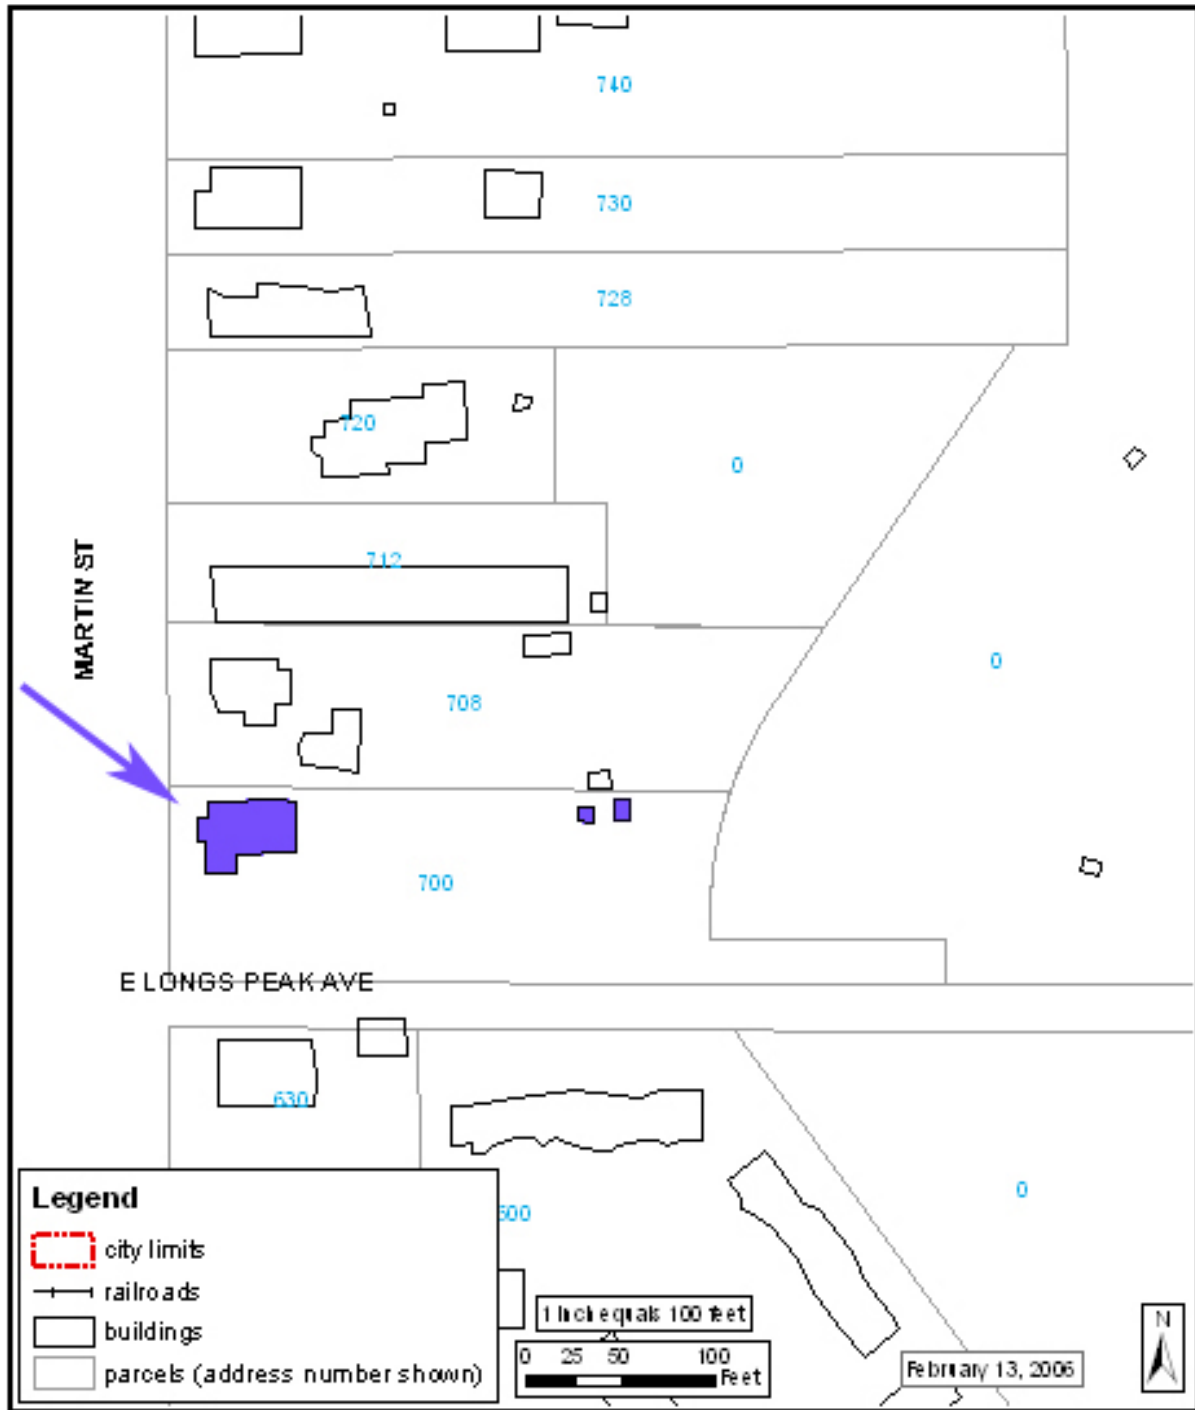 740
730
728
720
0
712
MARTIN ST
0
708
700
E LONGS PEAK AVE
630
0
Legend
city limits
railroads
buildings
parcels (address number shown)
1 inch equals 100 feet
0 25 50 100
Feet
February 13, 2006
N